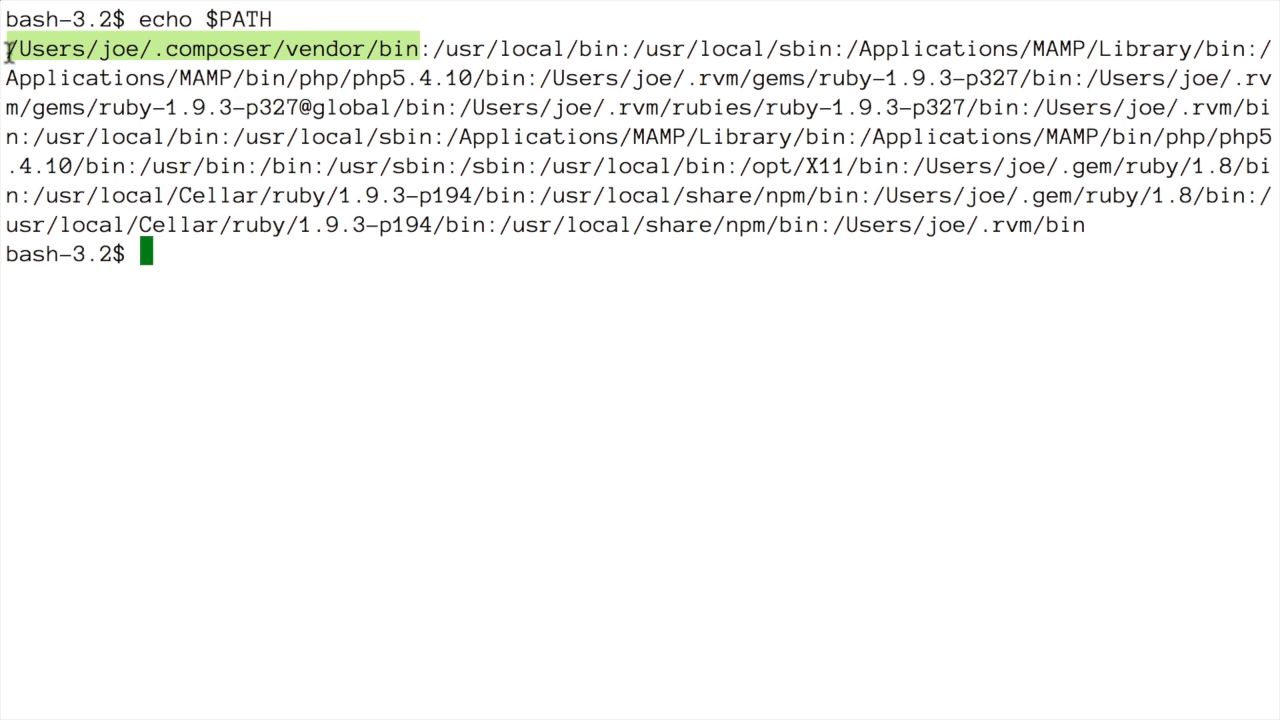 bash-3.2$ echo $PATH
/Users/joe/.composer/vendor/bin:/usr/local/bin:/usr/local/sbin:/Applications/MAMP/Library/bin:/
Applications/MAMP/bin/php/php5.4.10/bin:/Users/joe/.rvm/gems/ruby-1.9.3-p327/bin:/Users/joe/.rv
m/gems/ruby-1.9.3-p327@global/bin:/Users/joe/.rvm/rubies/ruby-1.9.3-p327/bin:/Users/joe/.rvm/bi
n:/usr/local/bin:/usr/local/sbin:/Applications/MAMP/Library/bin:/Applications/MAMP/bin/php/php5
.4.10/bin:/usr/bin:/bin:/usr/sbin:/sbin:/usr/local/bin:/opt/X11/bin:/Users/joe/.gem/ruby/1.8/bi
n:/usr/local/Cellar/ruby/1.9.3-p194/bin:/usr/local/share/npm/bin:/Users/joe/.gem/ruby/1.8/bin:/
usr/local/Cellar/ruby/1.9.3-p194/bin:/usr/local/share/npm/bin:/Users/joe/.rvm/bin
bash-3.2$